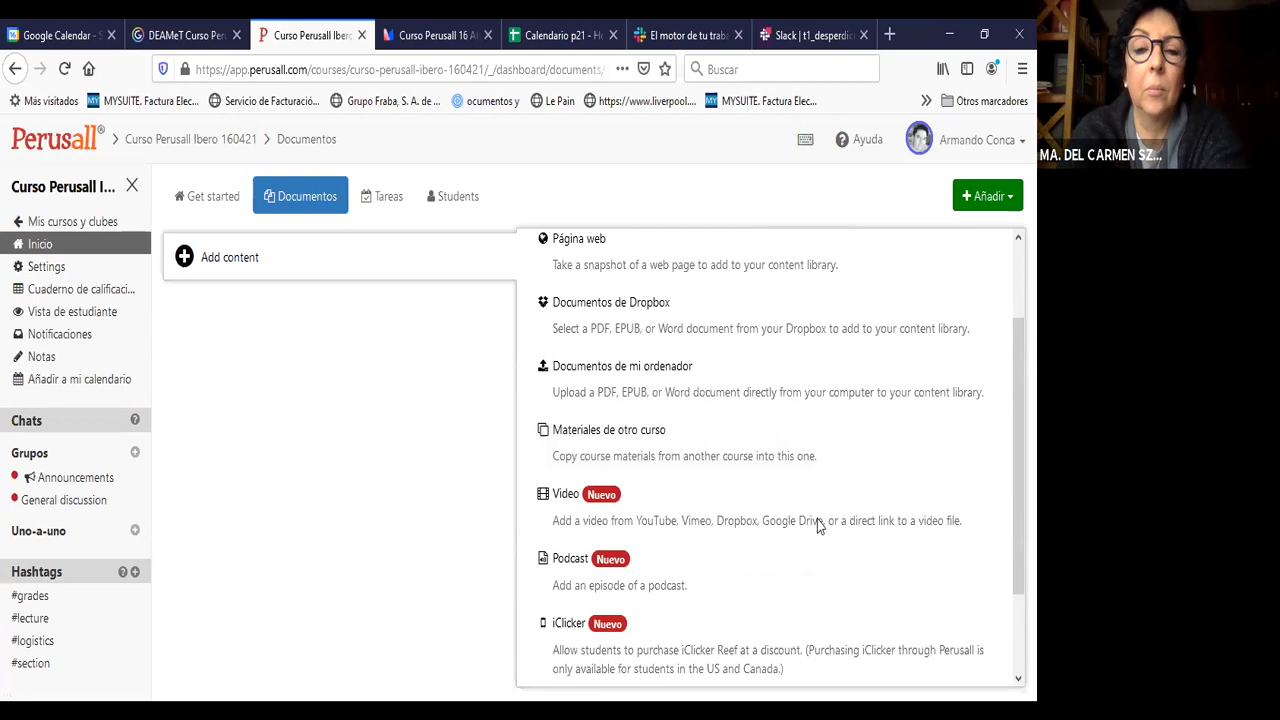 Google Calendar - S
DEAMeT Curso Per
Curso Perusall Iberc
Curso Perusall 16 A
Calendario p21 - Ho
El motor de tu traba
Slack | t1_desperdic
https://app.perusall.com/courses/curso-perusall-ibero-160421/_/dashboard/documents/
Buscar
Más visitados
MYSUITE. Factura Elec...
Servicio de Facturació...
Grupo Fraba, S. A. de ...
ocumentos y
Le Pain
https://www.liverpool....
MYSUITE. Factura Elec...
Otros marcadores
Perusall®
Curso Perusall Ibero 160421
Documentos
Ayuda
Armando Conca
MA. DEL CARMEN SZ...
Curso Perusall I...
Get started
Documentos
Tareas
Students
Añadir
Mis cursos y clubes
Inicio
Settings
Cuaderno de calificaci...
Vista de estudiante
Notificaciones
Notas
Añadir a mi calendario
Chats
Grupos
Announcements
General discussion
Uno-a-uno
Hashtags
#grades
#lecture
#logistics
#section
Add content
Página web
Take a snapshot of a web page to add to your content library.
Documentos de Dropbox
Select a PDF, EPUB, or Word document from your Dropbox to add to your content library.
Documentos de mi ordenador
Upload a PDF, EPUB, or Word document directly from your computer to your content library.
Materiales de otro curso
Copy course materials from another course into this one.
Video Nuevo
Add a video from YouTube, Vimeo, Dropbox, Google Drive, or a direct link to a video file.
Podcast Nuevo
Add an episode of a podcast.
iClicker Nuevo
Allow students to purchase iClicker Reef at a discount. (Purchasing iClicker through Perusall is
only available for students in the US and Canada.)